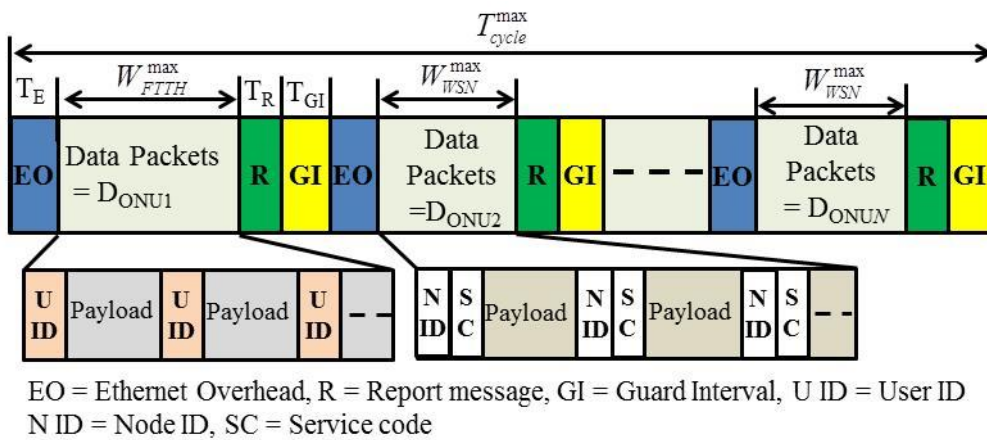 T_cycle^max
T_E W_FTTH^max T_R T_GI W_WSN^max W_WSN^max
EO Data Packets = D_ONU1 R GI EO Data Packets =D_ONU2 R GI EO Data Packets = D_ONUN R GI
U ID Payload U ID Payload U ID N ID S C Payload N ID S C Payload N ID S C
EO = Ethernet Overhead, R = Report message, GI = Guard Interval, U ID = User ID
N ID = Node ID, SC = Service code